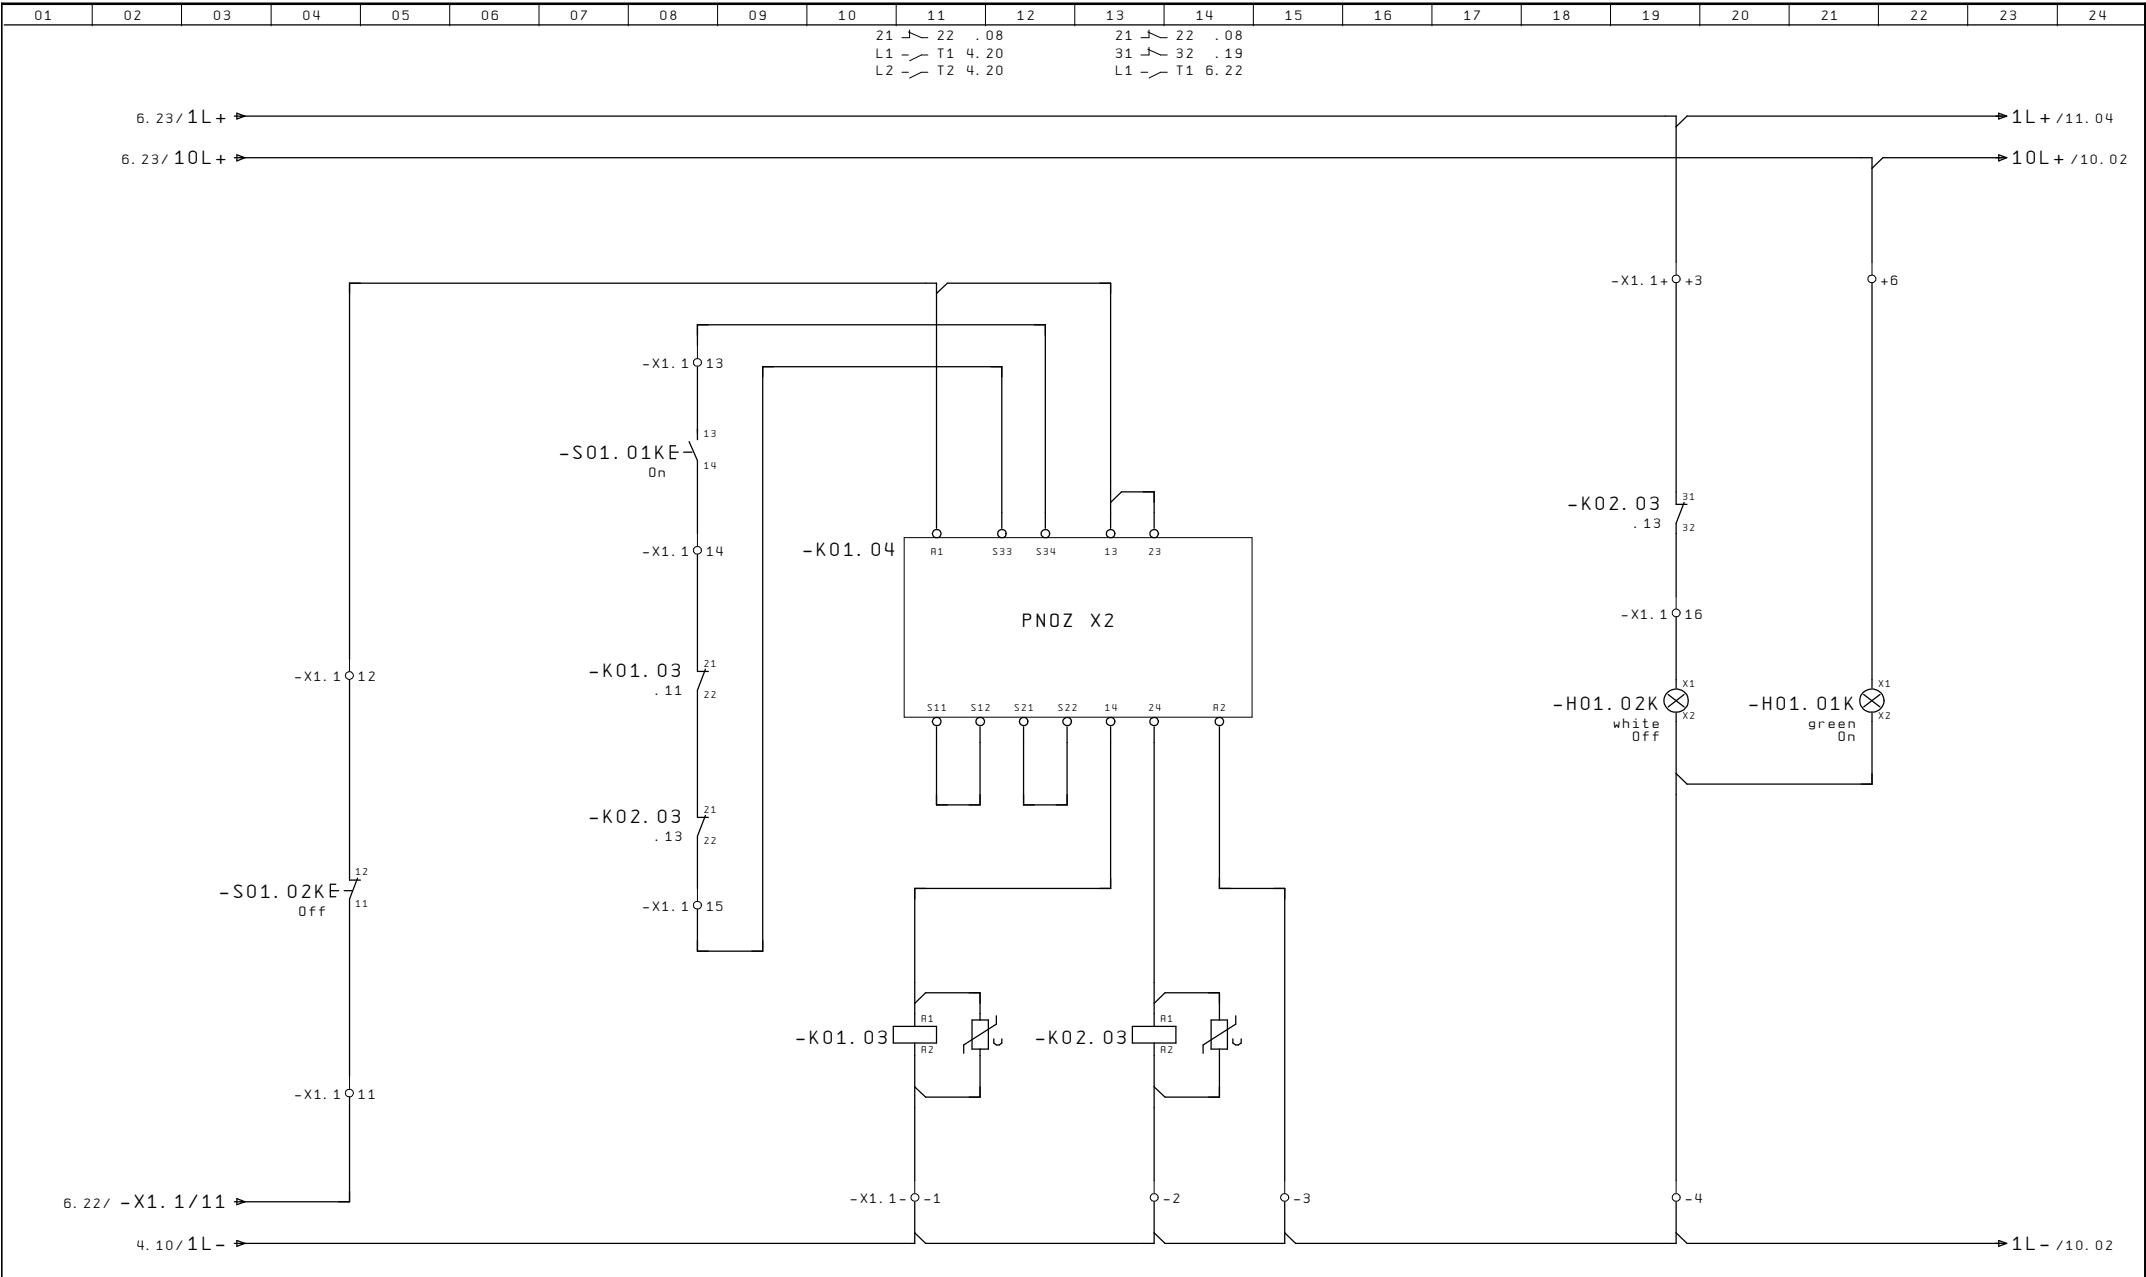 01 02 03 04 05 06 07 08 09 10 11 12 13 14 15 16 17 18 19 20 21 22 23 24
21 22 .08 21 22 .08
L1 T1 4.20 31 32 .19
L2 T2 4.20 L1 T1 6.22
6.23/1L+ 1L+/11.04
6.23/10L+ 10L+/10.02
-X1.1+ +3 +6
-X1.1 13
13
-S01.01KE
On
14
-K02.03
.13
31
32
-X1.1 14
-K01.04
A1 S33 S34 13 23
PNOZ X2
-X1.1 16
-K01.03
.11
21
22
-X1.1 12
S11 S12 S21 S22 14 24 A2
-H01.02K
white
Off
X1
X2
-H01.01K
green
On
X1
X2
-K02.03
.13
21
22
-S01.02KE
Off
12
11
-X1.1 15
-K01.03
A1
A2
U
-K02.03
A1
A2
U
-X1.1 11
6.22/ -X1.1/11
-X1.1- -1 -2 -3 -4
4.10/1L- 1L-/10.02